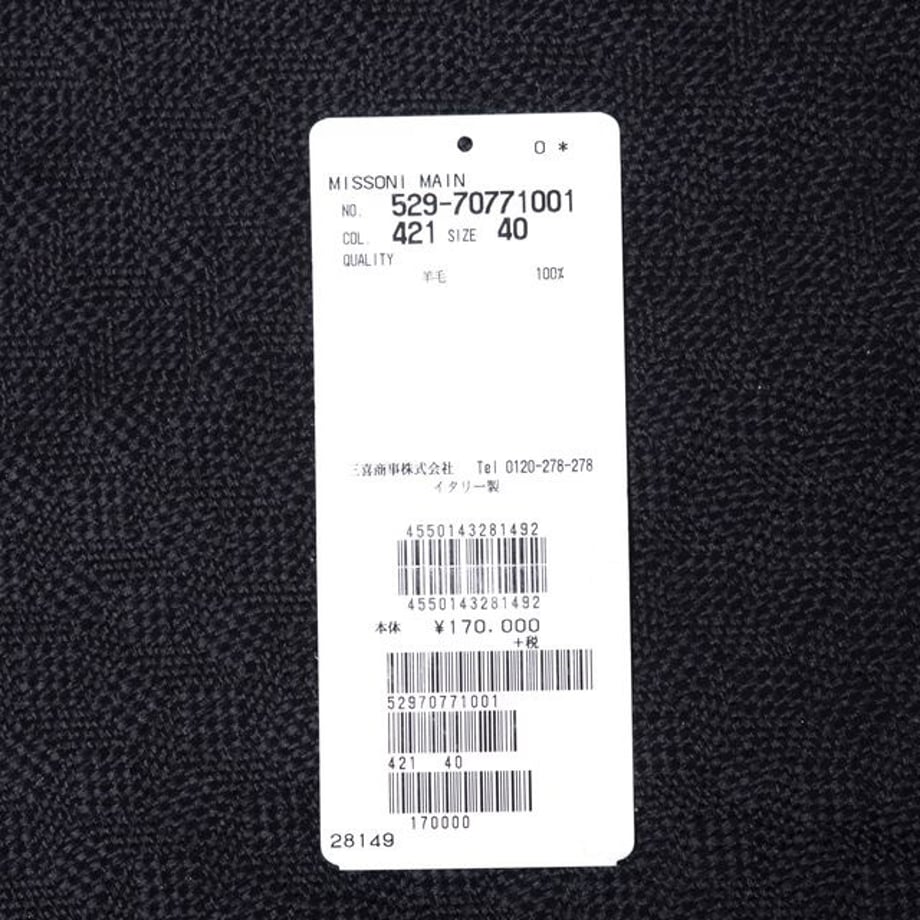 O *
MISSONI MAIN
NO. 529-70771001
COL. 421 SIZE 40
QUALITY
羊毛 100%
三喜商事株式会社 Tel 0120-278-278
イタリー製
4550143281492
4550143281492
本体 ¥170.000
+税
52970771001
421 40
170000
28149